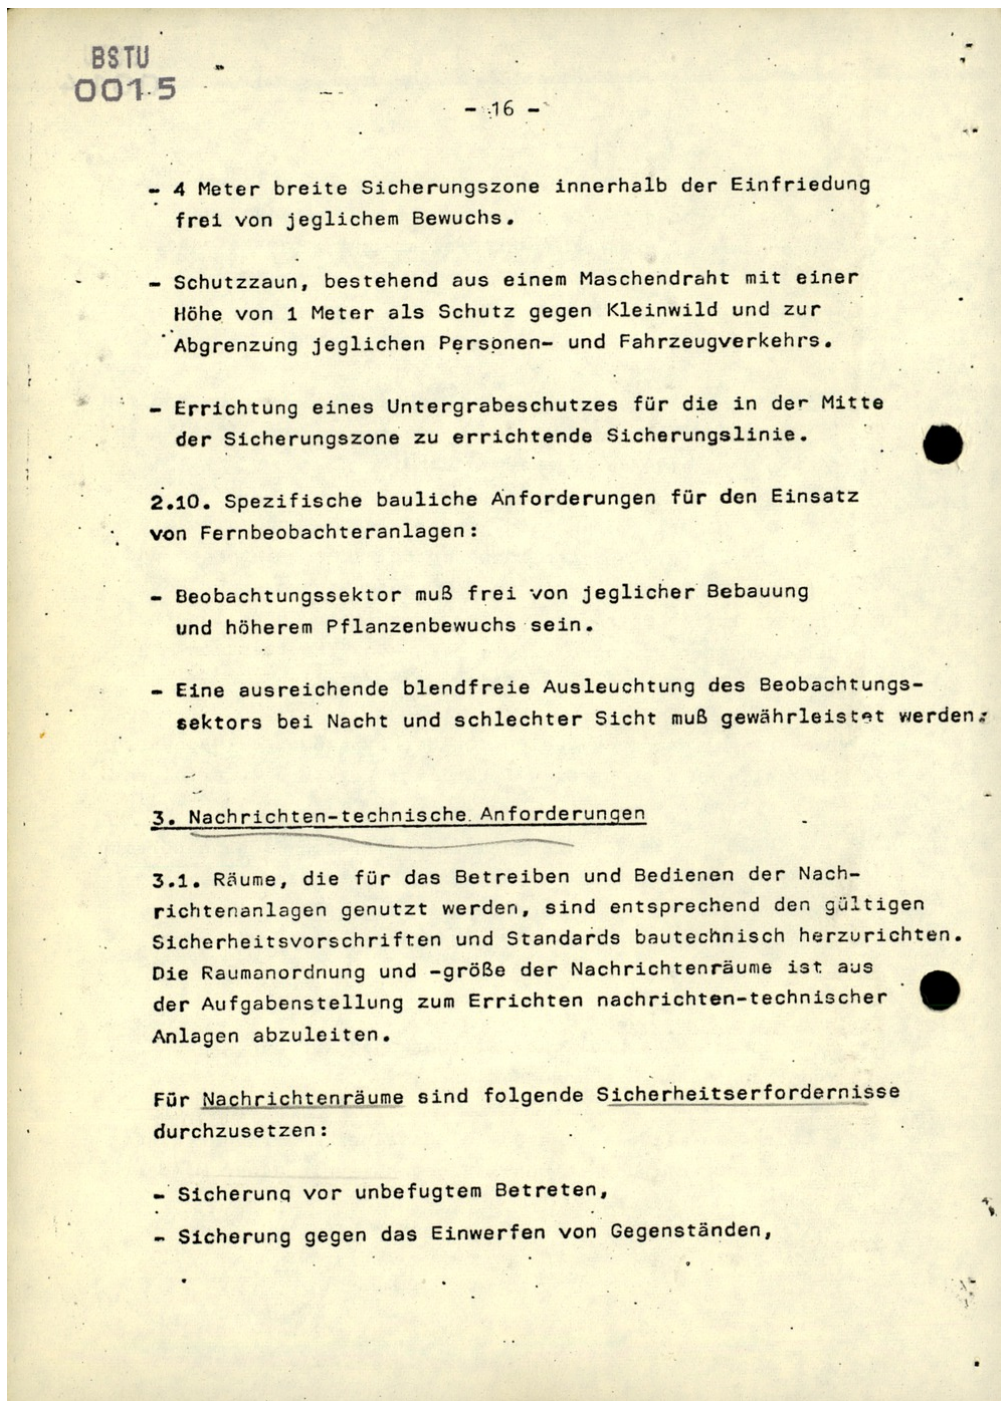 BSTU
0015
- 16 -
- 4 Meter breite Sicherungszone innerhalb der Einfriedung
frei von jeglichem Bewuchs.
- Schutzzaun, bestehend aus einem Maschendraht mit einer
Höhe von 1 Meter als Schutz gegen Kleinwild und zur
Abgrenzung jeglichen Personen- und Fahrzeugverkehrs.
- Errichtung eines Untergrabeschutzes für die in der Mitte
der Sicherungszone zu errichtende Sicherungslinie.
2.10. Spezifische bauliche Anforderungen für den Einsatz
von Fernbeobachteranlagen:
- Beobachtungssektor muß frei von jeglicher Bebauung
und höherem Pflanzenbewuchs sein.
- Eine ausreichende blendfreie Ausleuchtung des Beobachtungs-
sektors bei Nacht und schlechter Sicht muß gewährleistet werden.
3. Nachrichten-technische Anforderungen
3.1. Räume, die für das Betreiben und Bedienen der Nach-
richtenanlagen genutzt werden, sind entsprechend den gültigen
Sicherheitsvorschriften und Standards bautechnisch herzurichten.
Die Raumanordnung und -größe der Nachrichtenräume ist aus
der Aufgabenstellung zum Errichten nachrichten-technischer
Anlagen abzuleiten.
Für Nachrichtenräume sind folgende Sicherheitserfordernisse
durchzusetzen:
- Sicherung vor unbefugtem Betreten,
- Sicherung gegen das Einwerfen von Gegenständen,